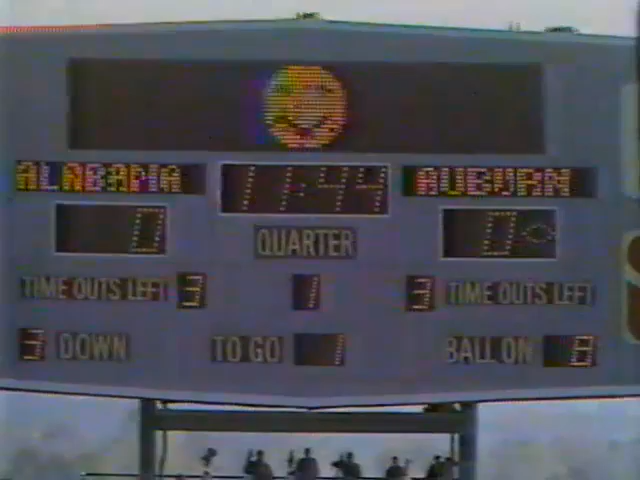 ALABAMA 11:44 AUBURN
0 QUARTER 0
TIME OUTS LEFT 3 1 3 TIME OUTS LEFT
3 DOWN TO GO 1 BALL ON 8